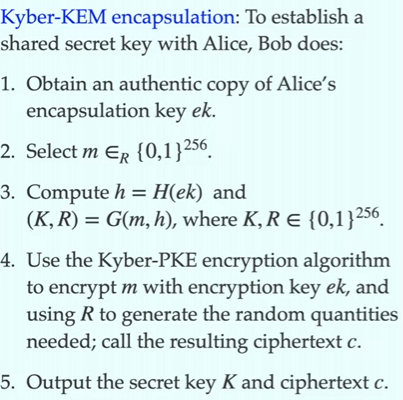 Kyber-KEM encapsulation: To establish a
shared secret key with Alice, Bob does:
1. Obtain an authentic copy of Alice's
encapsulation key ek.
2. Select m ∈R {0,1}²⁵⁶.
3. Compute h = H(ek) and
(K, R) = G(m, h), where K, R ∈ {0,1}²⁵⁶.
4. Use the Kyber-PKE encryption algorithm
to encrypt m with encryption key ek, and
using R to generate the random quantities
needed; call the resulting ciphertext c.
5. Output the secret key K and ciphertext c.